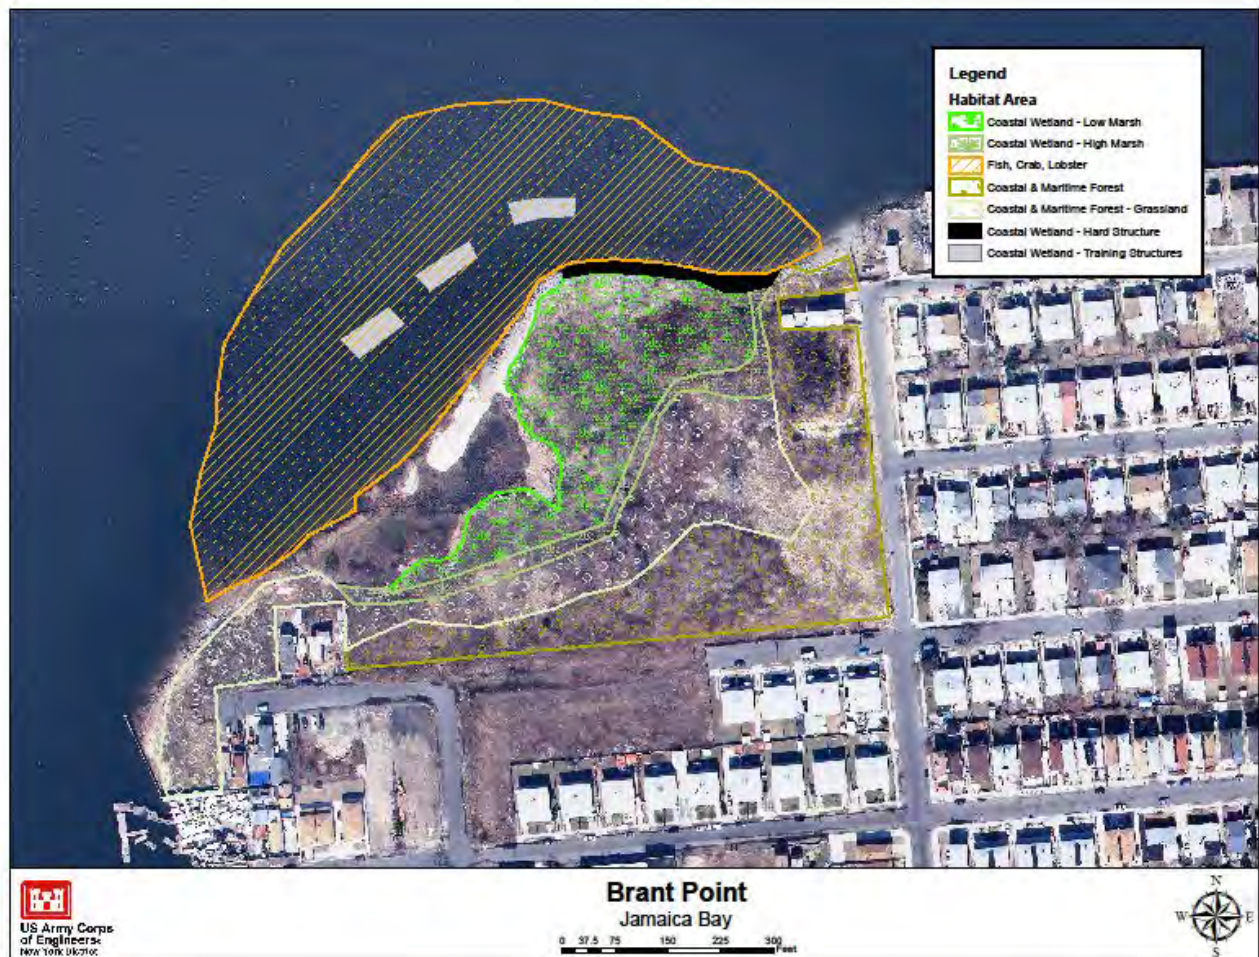 Legend
Habitat Area
Coastal Wetland - Low Marsh
Coastal Wetland - High Marsh
Fish, Crab, Lobster
Coastal & Maritime Forest
Coastal & Maritime Forest - Grassland
Coastal Wetland - Hard Structure
Coastal Wetland - Training Structures
US Army Corps
of Engineers®
New York District
Brant Point
Jamaica Bay
0 37.5 75 150 225 300
Feet
N
W E
S